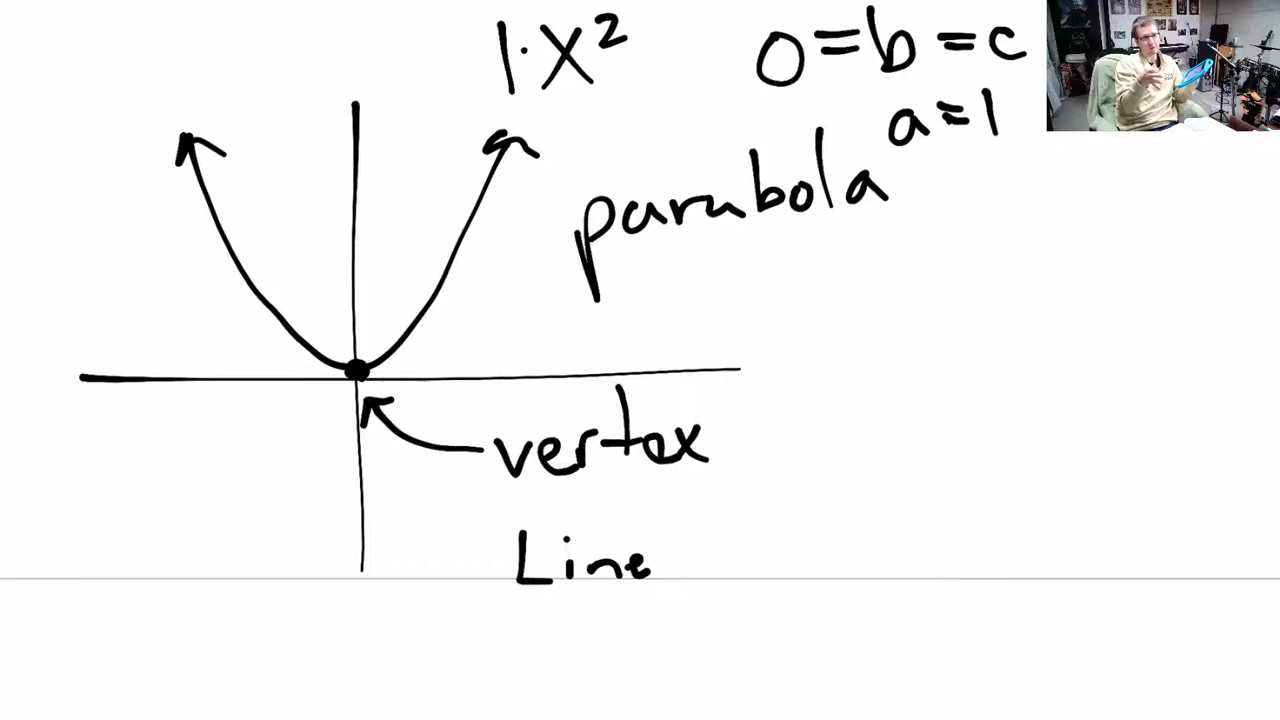 1·x²
0=b=c
a=1
parabola
vertex
Line